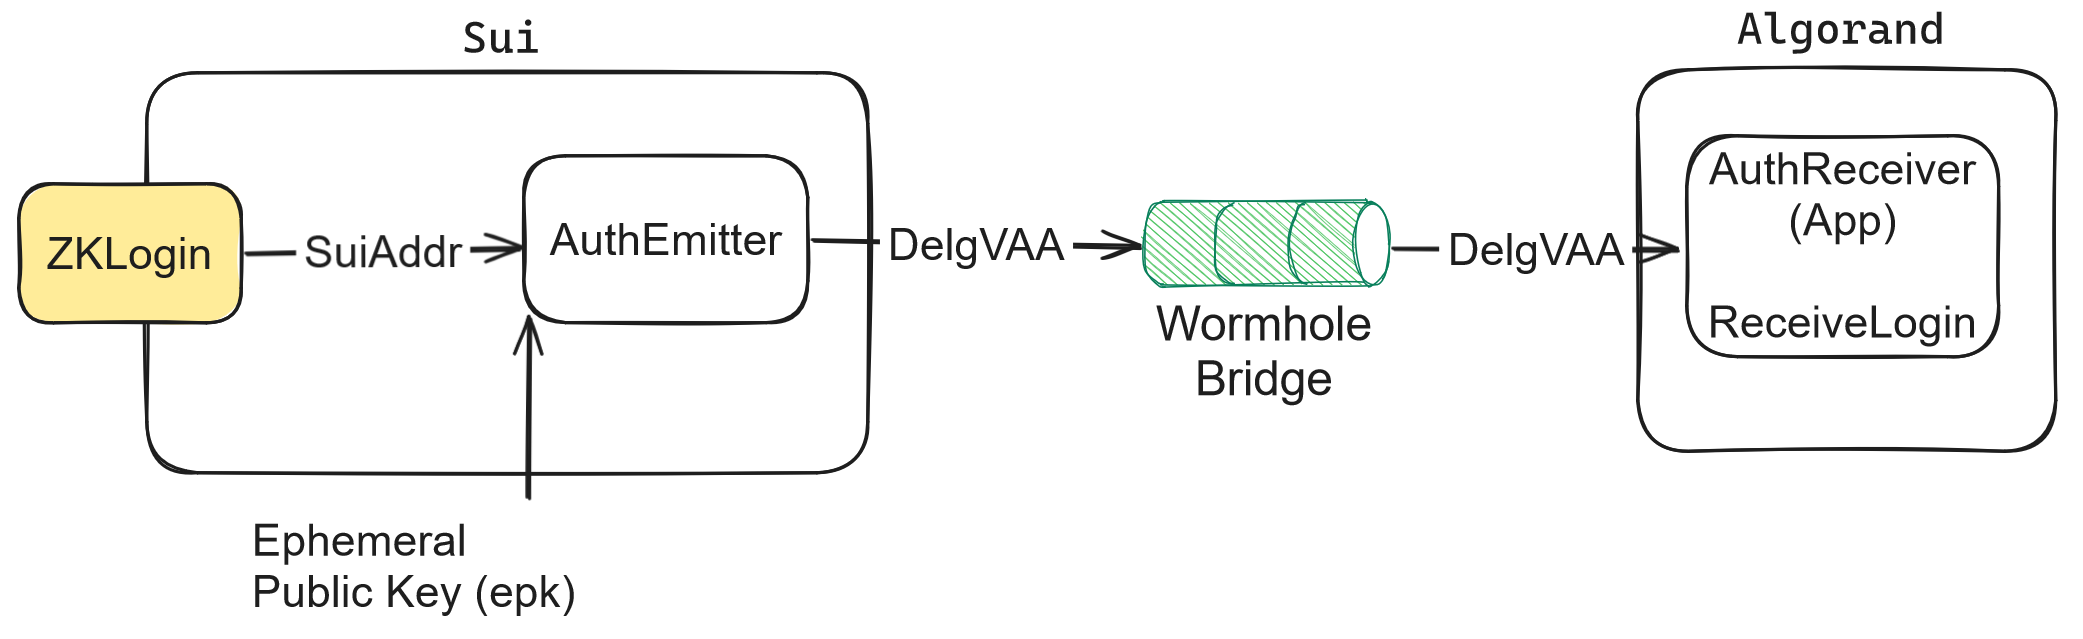 Sui
Algorand
ZKLogin
SuiAddr
AuthEmitter
DelgVAA
Wormhole
Bridge
DelgVAA
AuthReceiver
(App)
ReceiveLogin
Ephemeral
Public Key (epk)